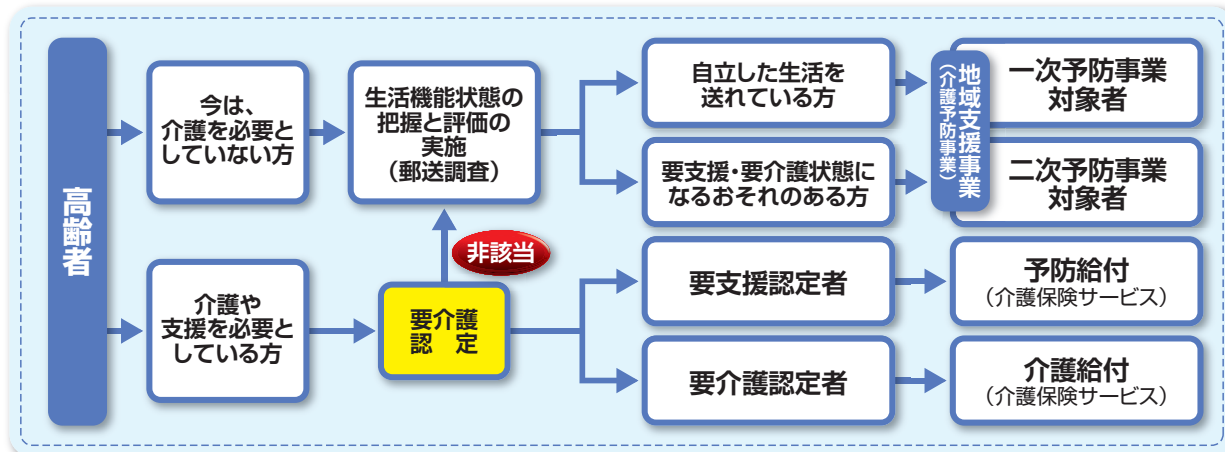 高齢者
今は、
介護を必要と
していない方
生活機能状態の
把握と評価の
実施
（郵送調査）
自立した生活を
送れている方
地域支援事業
（介護予防事業）
一次予防事業
対象者
要支援・要介護状態に
なるおそれのある方
二次予防事業
対象者
非該当
介護や
支援を必要と
している方
要介護
認　定
要支援認定者
予防給付
（介護保険サービス）
要介護認定者
介護給付
（介護保険サービス）